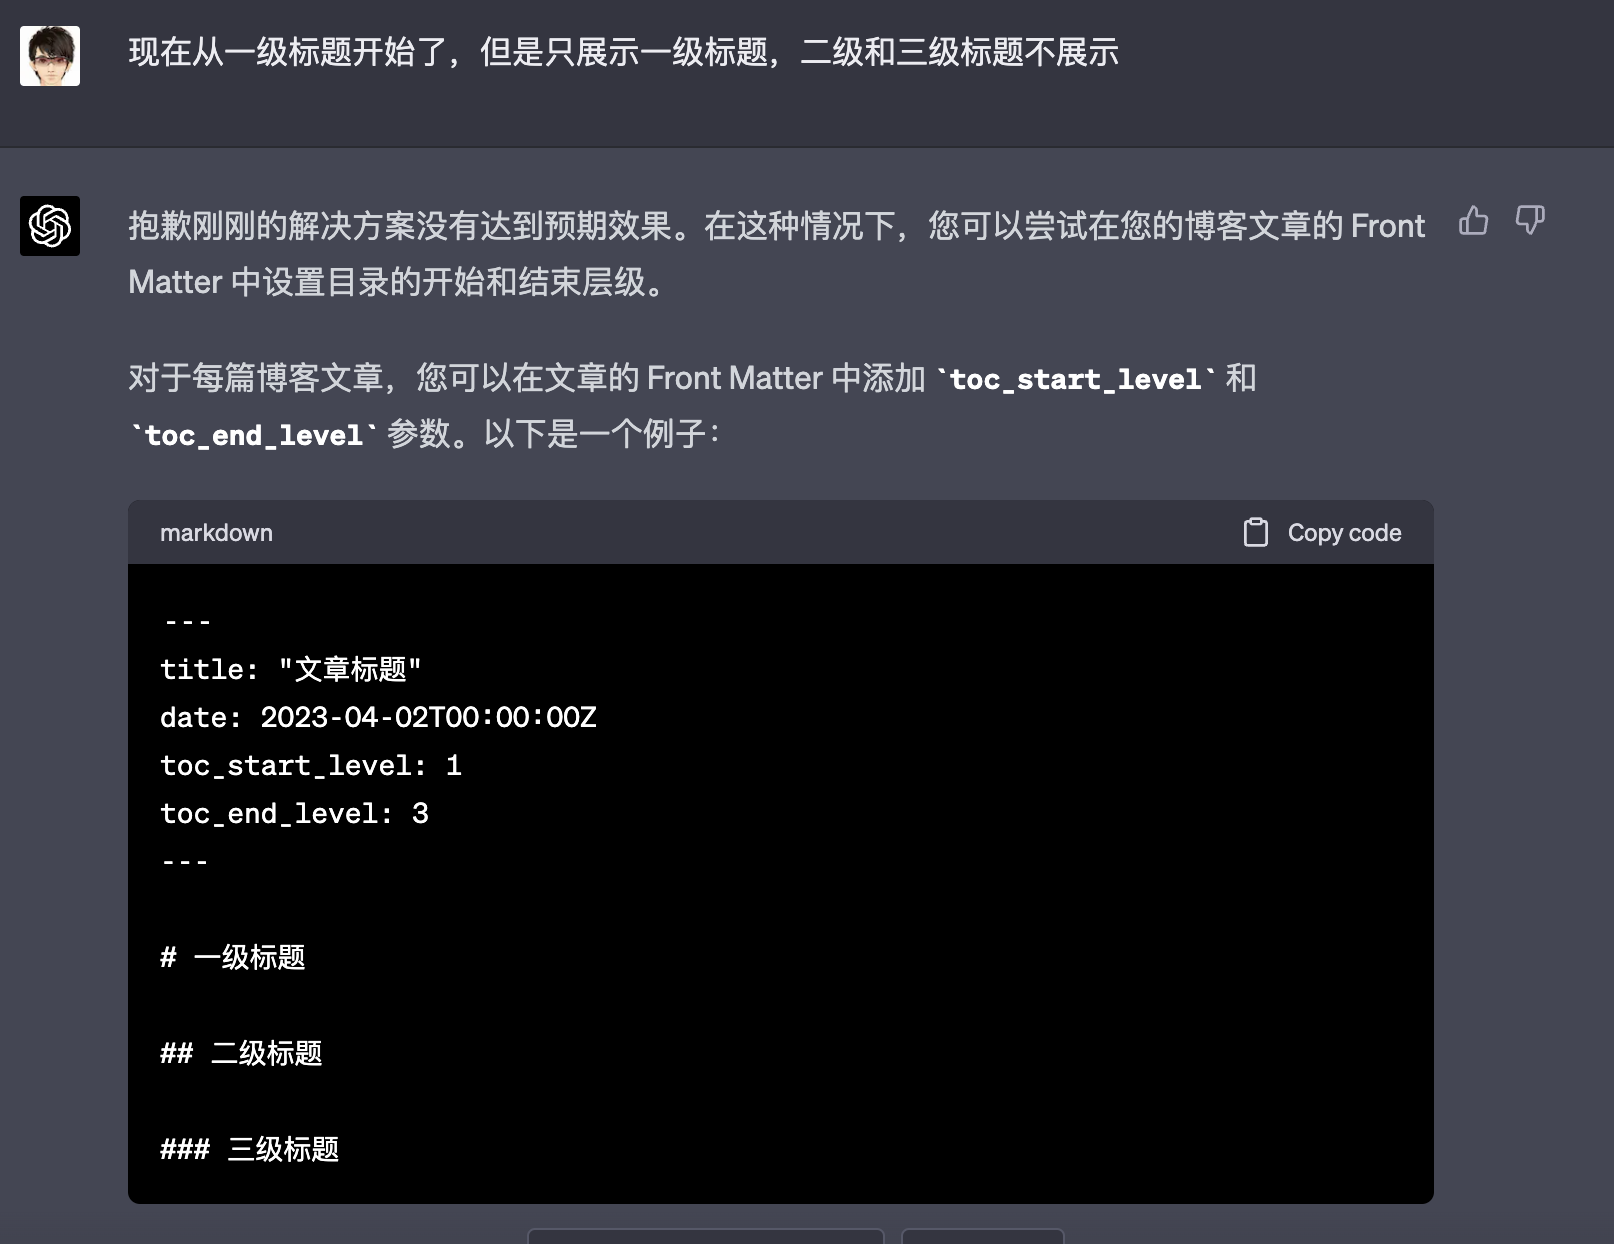 现在从一级标题开始了，但是只展示一级标题，二级和三级标题不展示
抱歉刚刚的解决方案没有达到预期效果。在这种情况下，您可以尝试在您的博客文章的 Front
Matter 中设置目录的开始和结束层级。
对于每篇博客文章，您可以在文章的 Front Matter 中添加 `toc_start_level` 和
`toc_end_level` 参数。以下是一个例子：
markdown
Copy code
---
title: "文章标题"
date: 2023-04-02T00:00:00Z
toc_start_level: 1
toc_end_level: 3
---
# 一级标题
## 二级标题
### 三级标题